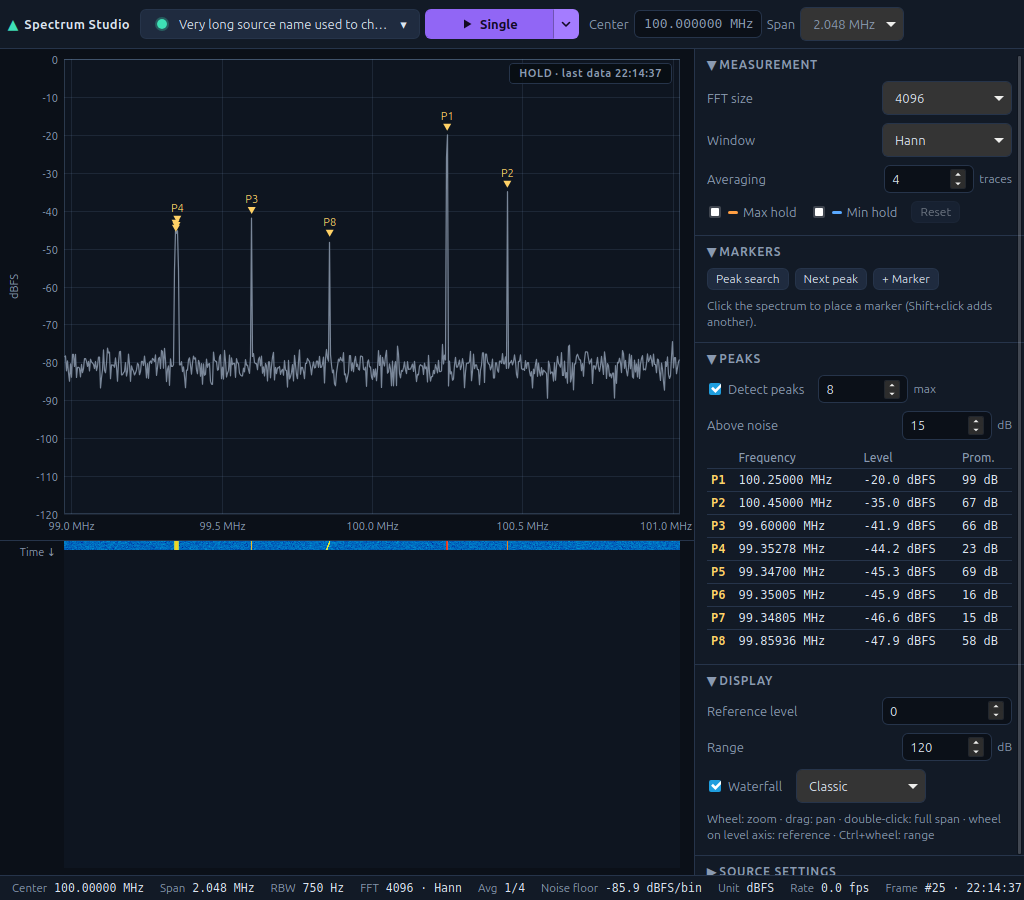 Spectrum Studio
Very long source name used to ch…
Single
Center 100.000000 MHz
Span 2.048 MHz
HOLD · last data 22:14:37
0
-10
-20
-30
-40
-50
-60
-70
-80
-90
-100
-110
-120
dBFS
P1
P2
P3
P4
P8
99.0 MHz
99.5 MHz
100.0 MHz
100.5 MHz
101.0 MHz
Time ↓
▼ MEASUREMENT
FFT size 4096
Window Hann
Averaging 4 traces
Max hold Min hold Reset
▼ MARKERS
Peak search Next peak + Marker
Click the spectrum to place a marker (Shift+click adds
another).
▼ PEAKS
Detect peaks 8 max
Above noise 15 dB
Frequency Level Prom.
P1 100.25000 MHz -20.0 dBFS 99 dB
P2 100.45000 MHz -35.0 dBFS 67 dB
P3 99.60000 MHz -41.9 dBFS 66 dB
P4 99.35278 MHz -44.2 dBFS 23 dB
P5 99.34700 MHz -45.3 dBFS 69 dB
P6 99.35005 MHz -45.9 dBFS 16 dB
P7 99.34805 MHz -46.6 dBFS 15 dB
P8 99.85936 MHz -47.9 dBFS 58 dB
▼ DISPLAY
Reference level 0
Range 120 dB
Waterfall Classic
Wheel: zoom · drag: pan · double-click: full span · wheel
on level axis: reference · Ctrl+wheel: range
▶ SOURCE SETTINGS
Center 100.00000 MHz Span 2.048 MHz RBW 750 Hz FFT 4096 · Hann Avg 1/4 Noise floor -85.9 dBFS/bin Unit dBFS Rate 0.0 fps Frame #25 · 22:14:37